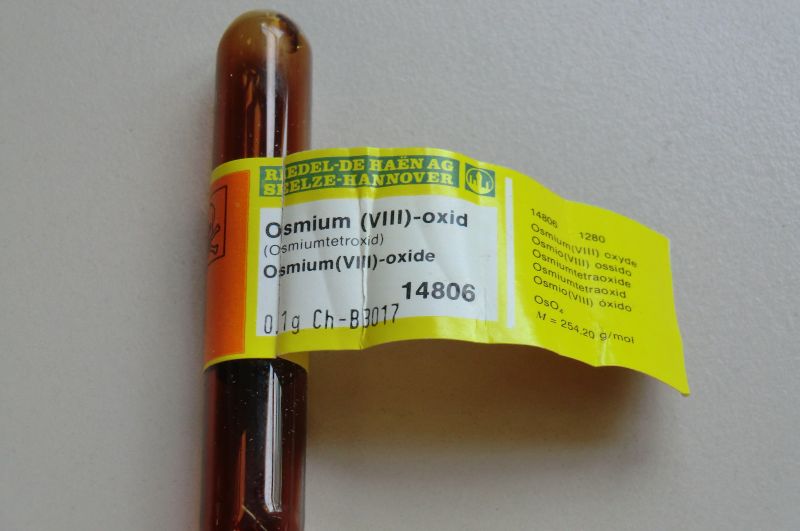 RIEDEL-DE HAËN AG
SEELZE-HANNOVER
Osmium (VIII)-oxid
(Osmiumtetroxid)
Osmium(VIII)-oxide
14806
0,1g Ch-B3017
14806 1280
Osmium(VIII) oxyde
Osmio(VIII) ossido
Osmiumtetraoxide
Osmiumtetraoxid
Osmio(VIII) óxido
OsO₄
M = 254.20 g/mol